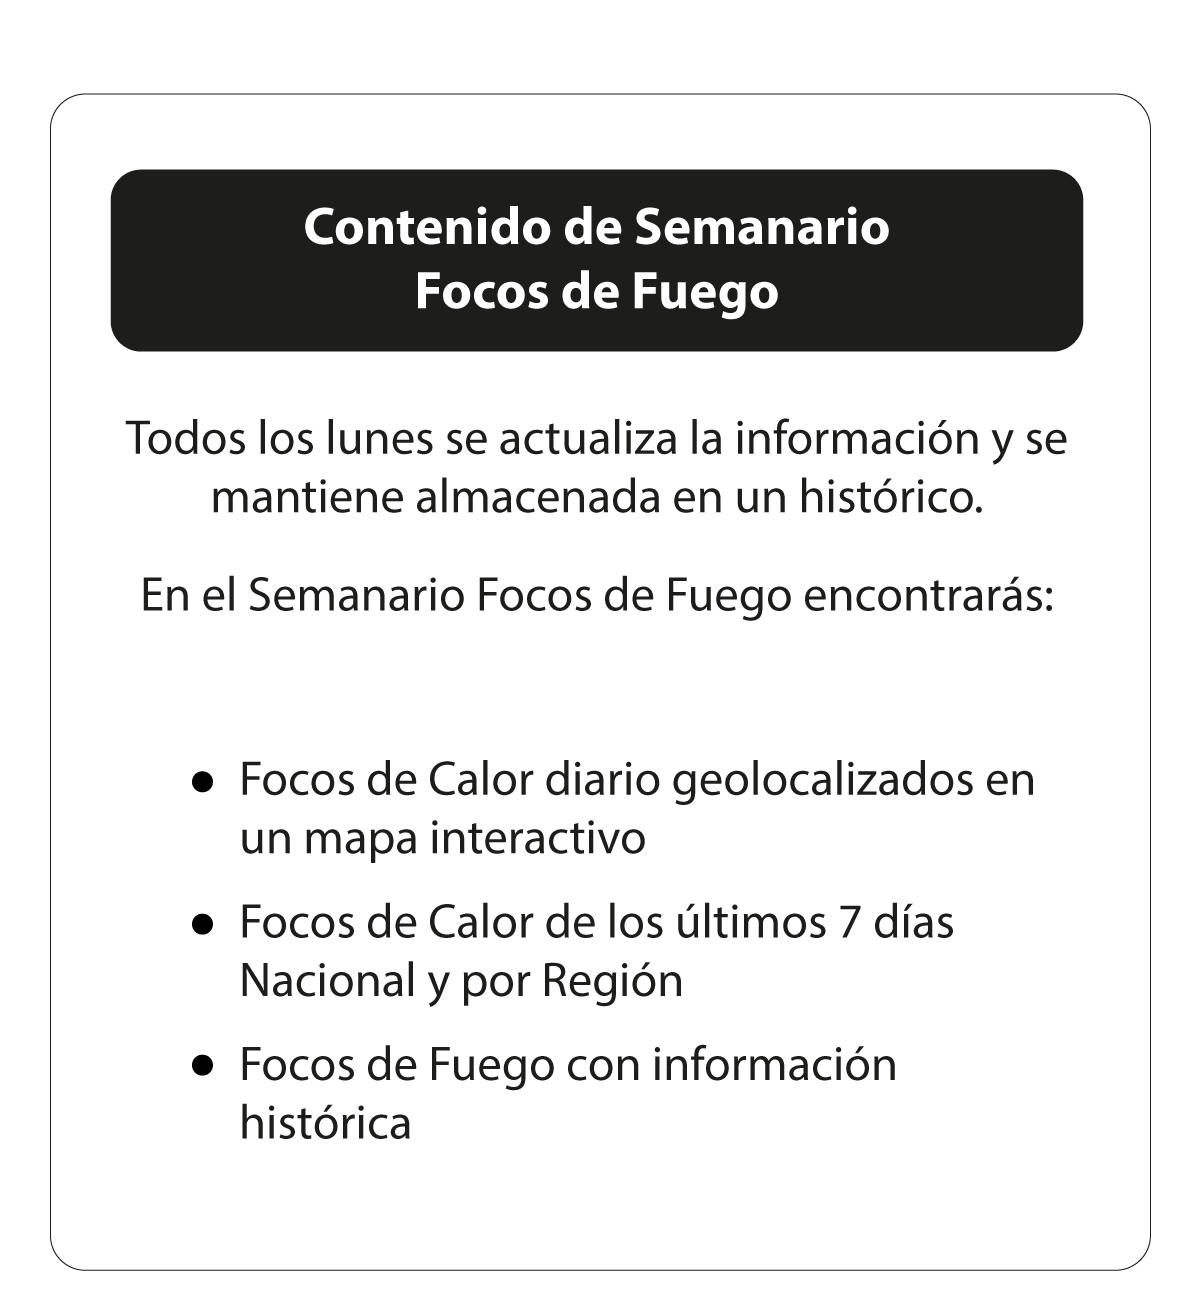 Contenido de Semanario
Focos de Fuego
Todos los lunes se actualiza la información y se
mantiene almacenada en un histórico.
En el Semanario Focos de Fuego encontrarás:
● Focos de Calor diario geolocalizados en
un mapa interactivo
● Focos de Calor de los últimos 7 días
Nacional y por Región
● Focos de Fuego con información
histórica